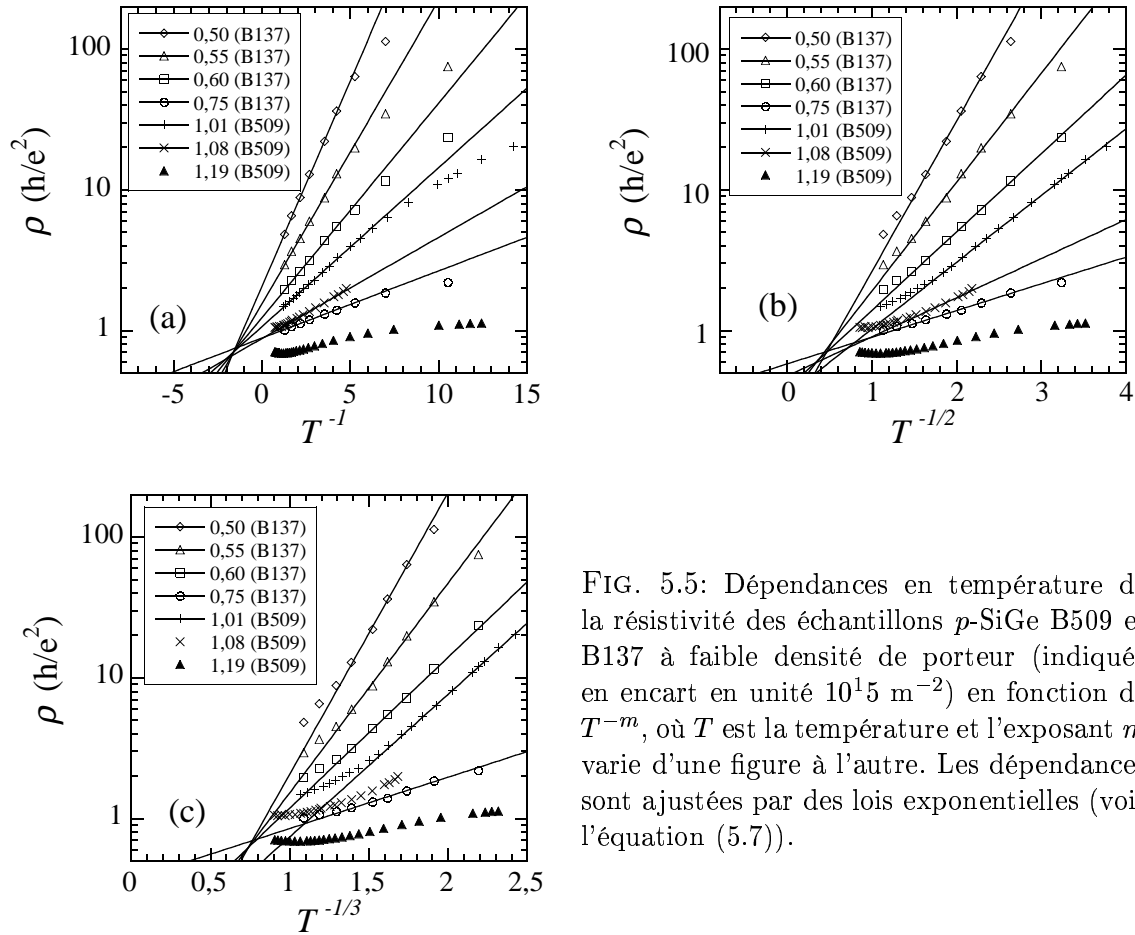 100
10
1
ρ (h/e²)
0,50 (B137)
0,55 (B137)
0,60 (B137)
0,75 (B137)
1,01 (B509)
1,08 (B509)
1,19 (B509)
(a)
-5 0 5 10 15
T⁻¹
100
10
1
ρ (h/e²)
0,50 (B137)
0,55 (B137)
0,60 (B137)
0,75 (B137)
1,01 (B509)
1,08 (B509)
1,19 (B509)
(b)
0 1 2 3 4
T⁻¹/²
100
10
1
ρ (h/e²)
0,50 (B137)
0,55 (B137)
0,60 (B137)
0,75 (B137)
1,01 (B509)
1,08 (B509)
1,19 (B509)
(c)
0 0,5 1 1,5 2 2,5
T⁻¹/³
FIG. 5.5: Dépendances en température d
la résistivité des échantillons p-SiGe B509 e
B137 à faible densité de porteur (indiqué
en encart en unité 10¹5 m⁻²) en fonction d
T⁻ᵐ, où T est la température et l'exposant
varie d'une figure à l'autre. Les dépendance
sont ajustées par des lois exponentielles (voi
l'équation (5.7)).